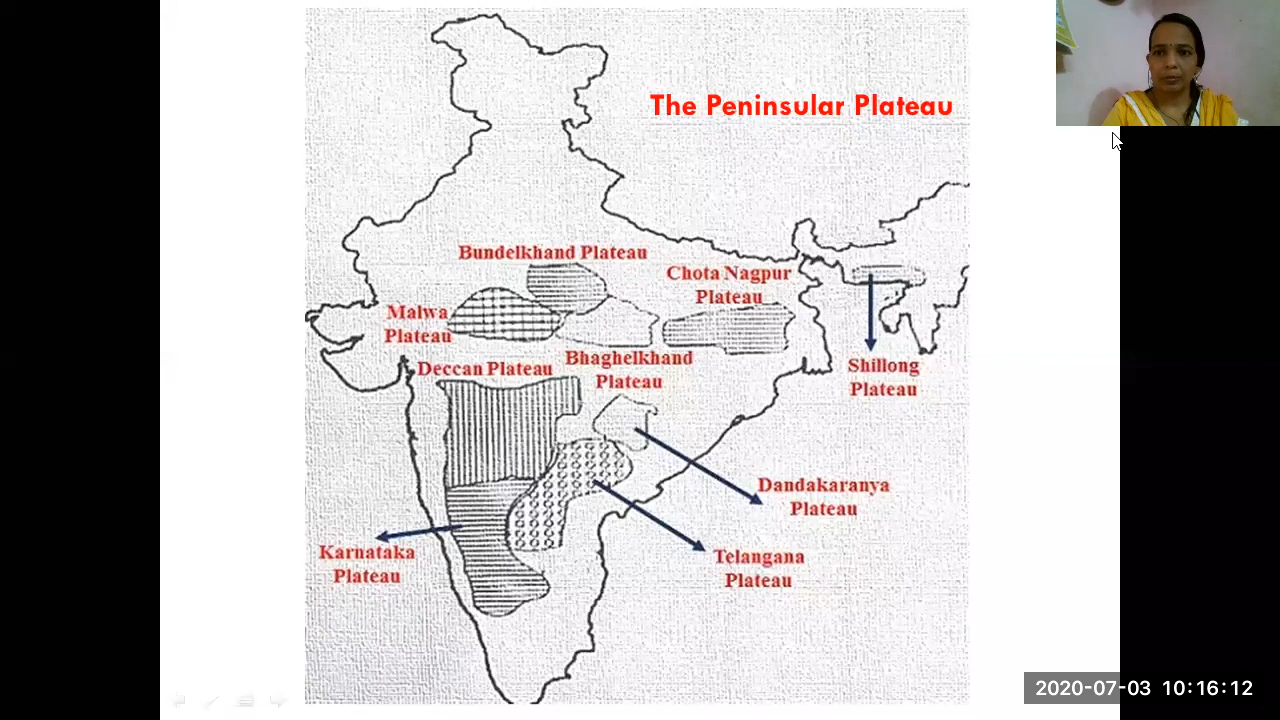 The Peninsular Plateau
Bundelkhand Plateau
Chota Nagpur
Plateau
Malwa
Plateau
Bhaghelkhand
Plateau
Deccan Plateau
Shillong
Plateau
Dandakaranya
Plateau
Karnataka
Plateau
Telangana
Plateau
2020-07-03 10:16:12